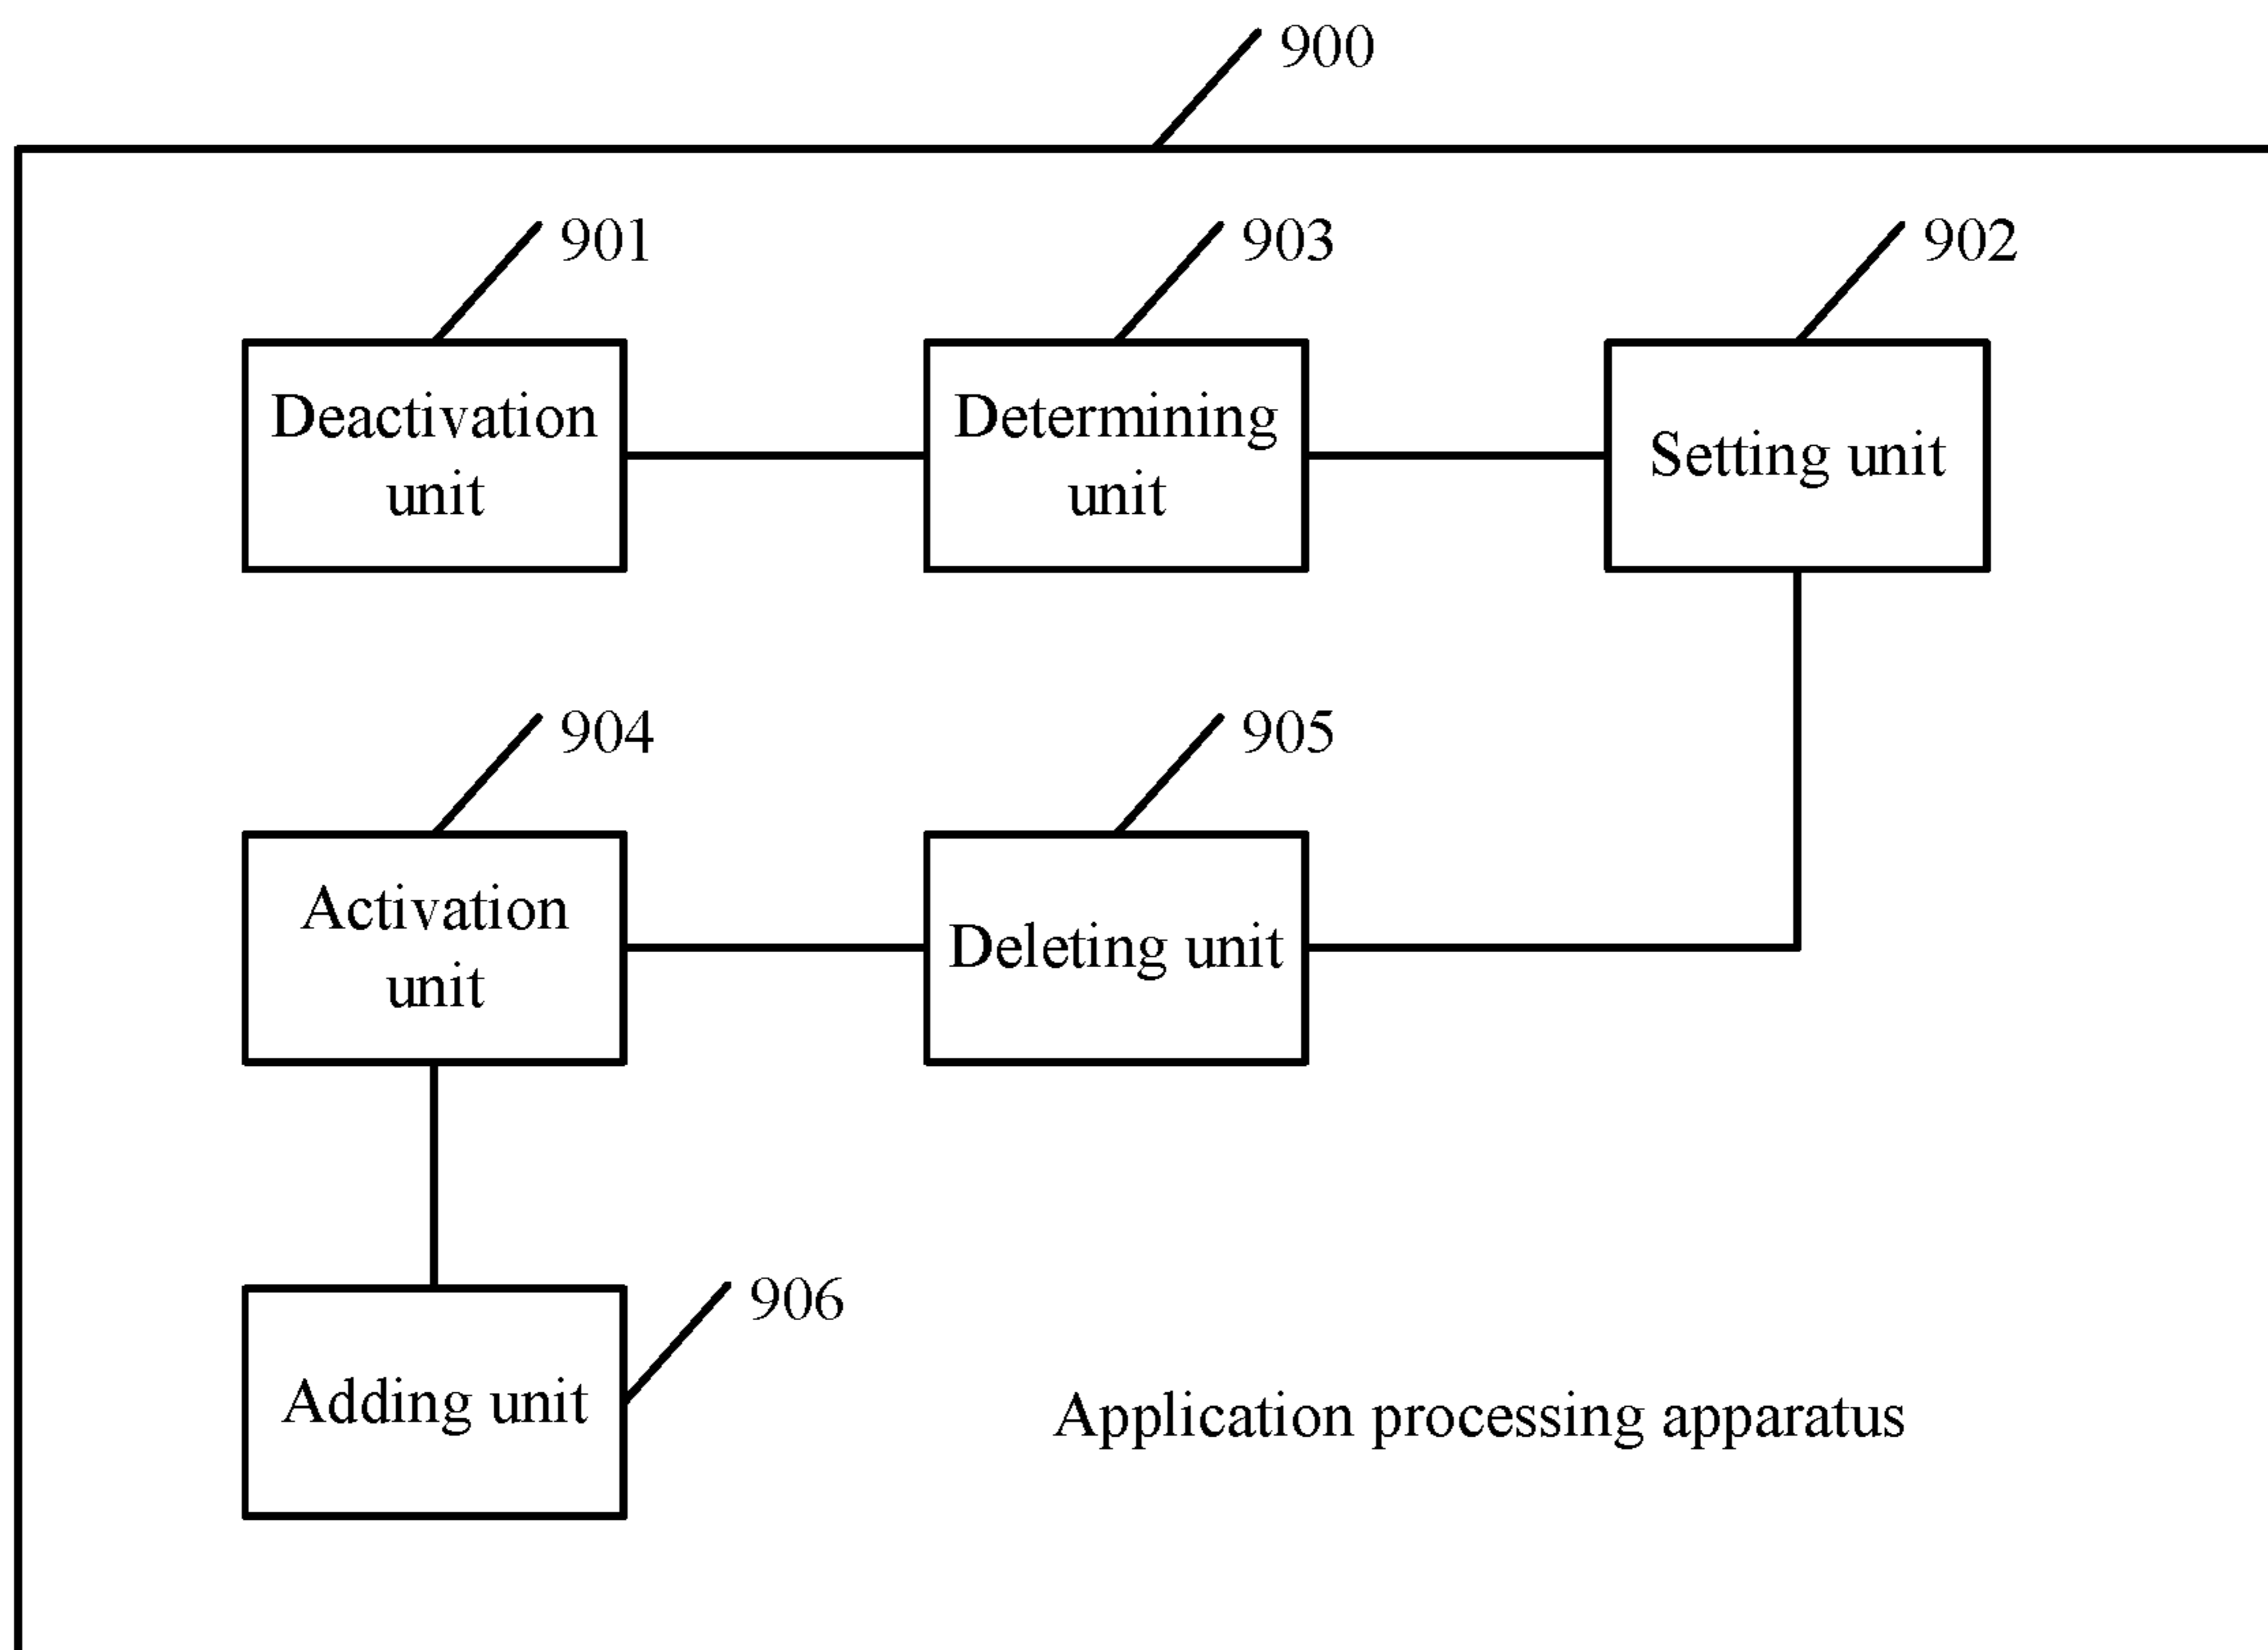 900
901
903
902
Deactivation
unit
Determining
unit
Setting unit
904
905
Activation
unit
Deleting unit
906
Adding unit
Application processing apparatus